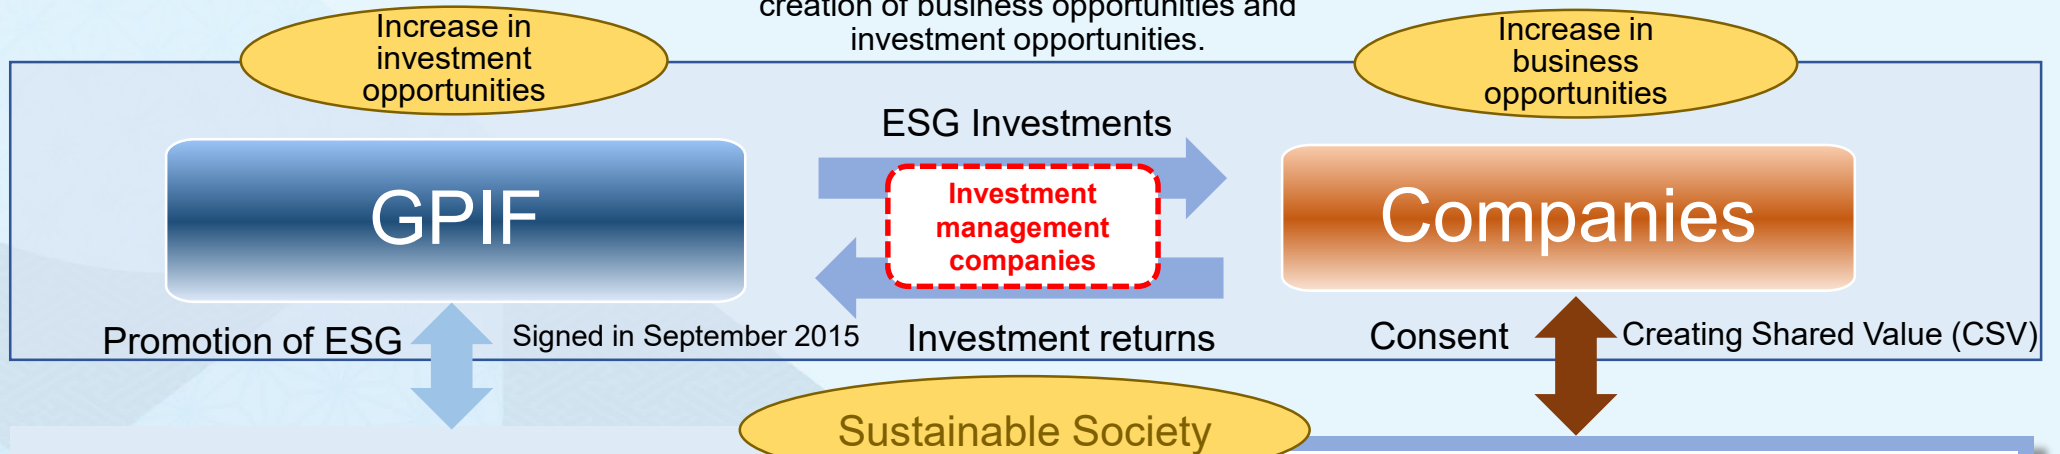 creation of business opportunities and
investment opportunities.
Increase in
investment
opportunities
Increase in
business
opportunities
ESG Investments
GPIF
Investment
management
companies
Companies
Promotion of ESG
Signed in September 2015
Investment returns
Consent
Creating Shared Value (CSV)
Sustainable Society